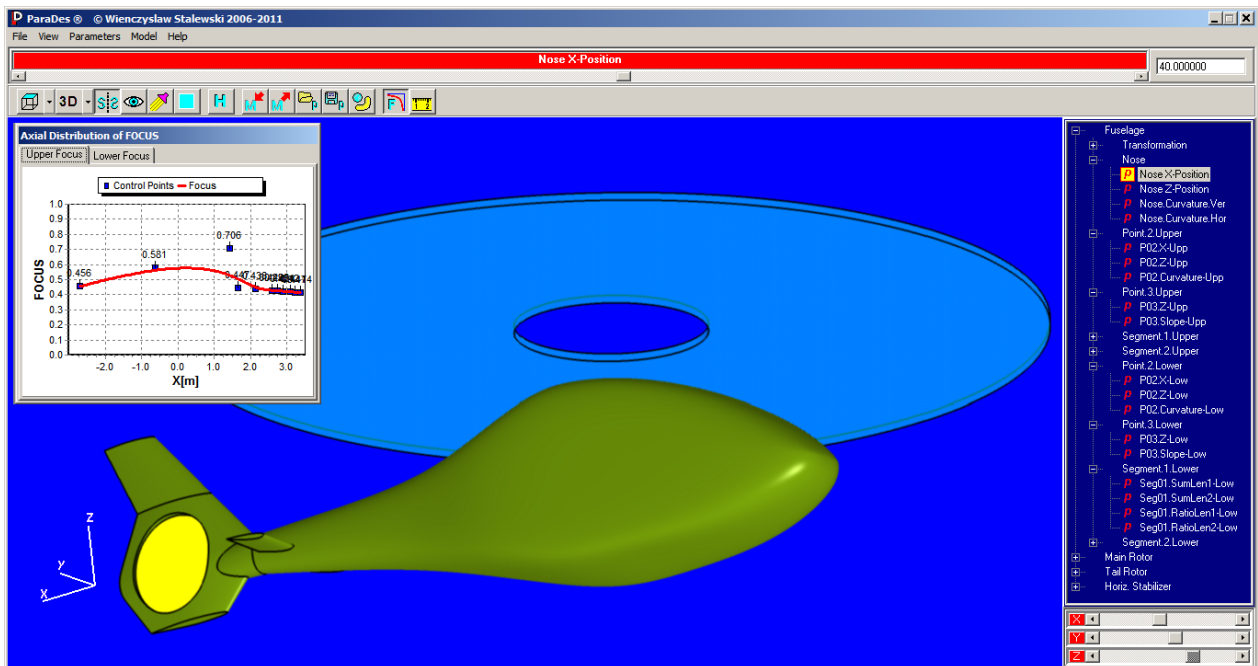 ParaDes ® © Wienczyslaw Stalewski 2006-2011
File View Parameters Model Help
Nose X-Position
40.000000
3D
Axial Distribution of FOCUS
Upper Focus Lower Focus
Control Points Focus
1.0
0.9
0.8
0.7
0.6
0.5
0.4
0.3
0.2
0.1
0.0
FOCUS
0.456
0.581
0.706
-2.0 -1.0 0.0 1.0 2.0 3.0
X[m]
z
y
x
Fuselage
Transformation
Nose
P Nose X-Position
P Nose Z-Position
P Nose.Curvature.Ver
P Nose.Curvature.Hor
Point.2.Upper
P P02.X-Upp
P P02.Z-Upp
P P02.Curvature-Upp
Point.3.Upper
P P03.Z-Upp
P P03.Slope-Upp
Segment.1.Upper
Segment.2.Upper
Point.2.Lower
P P02.X-Low
P P02.Z-Low
P P02.Curvature-Low
Point.3.Lower
P P03.Z-Low
P P03.Slope-Low
Segment.1.Lower
P Seg01.SumLen1-Low
P Seg01.SumLen2-Low
P Seg01.RatioLen1-Low
P Seg01.RatioLen2-Low
Segment.2.Lower
Main Rotor
Tail Rotor
Horiz. Stabilizer
X
Y
Z